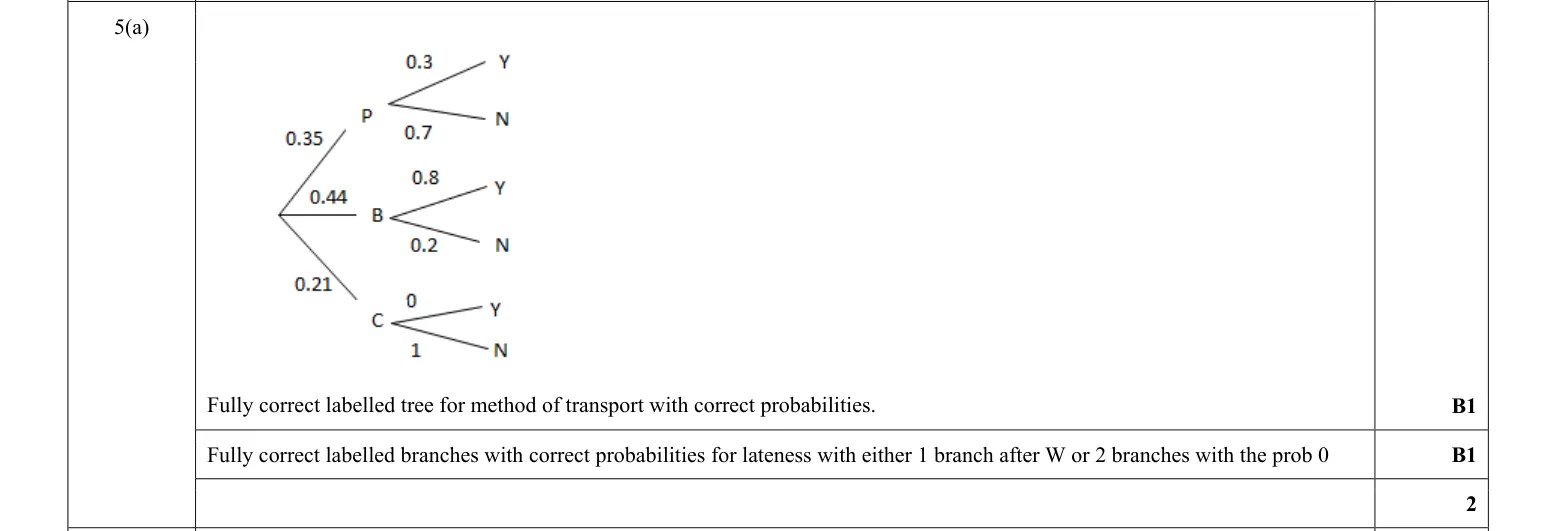 5(a)
0.3 Y
P
0.7 N
0.35
0.8 Y
0.44
B
0.2 N
0.21
0 Y
C
1 N
Fully correct labelled tree for method of transport with correct probabilities. B1
Fully correct labelled branches with correct probabilities for lateness with either 1 branch after W or 2 branches with the prob 0 B1
2